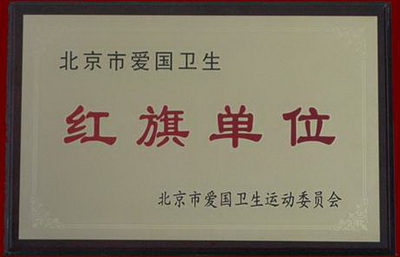 北京市爱国卫生
红旗单位
北京市爱国卫生运动委员会